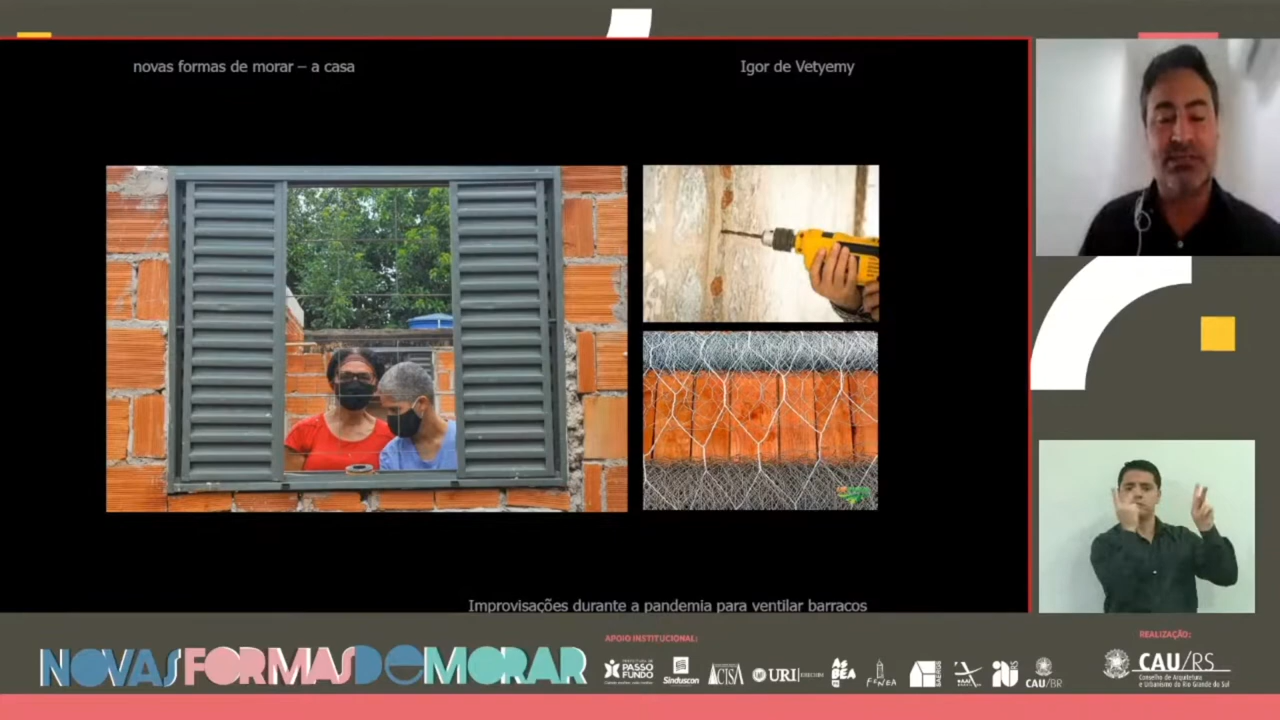 novas formas de morar – a casa
Igor de Vetyemy
Improvisações durante a pandemia para ventilar barracos
NOVAS FORMAS DE MORAR
APOIO INSTITUCIONAL:
PASSO
FUNDO
Sinduscon
ACISA
URI ERECHIM
ASBEA
FENEA
CAU/BR
REALIZAÇÃO:
CAU/RS
Conselho de Arquitetura
e Urbanismo do Rio Grande do Sul